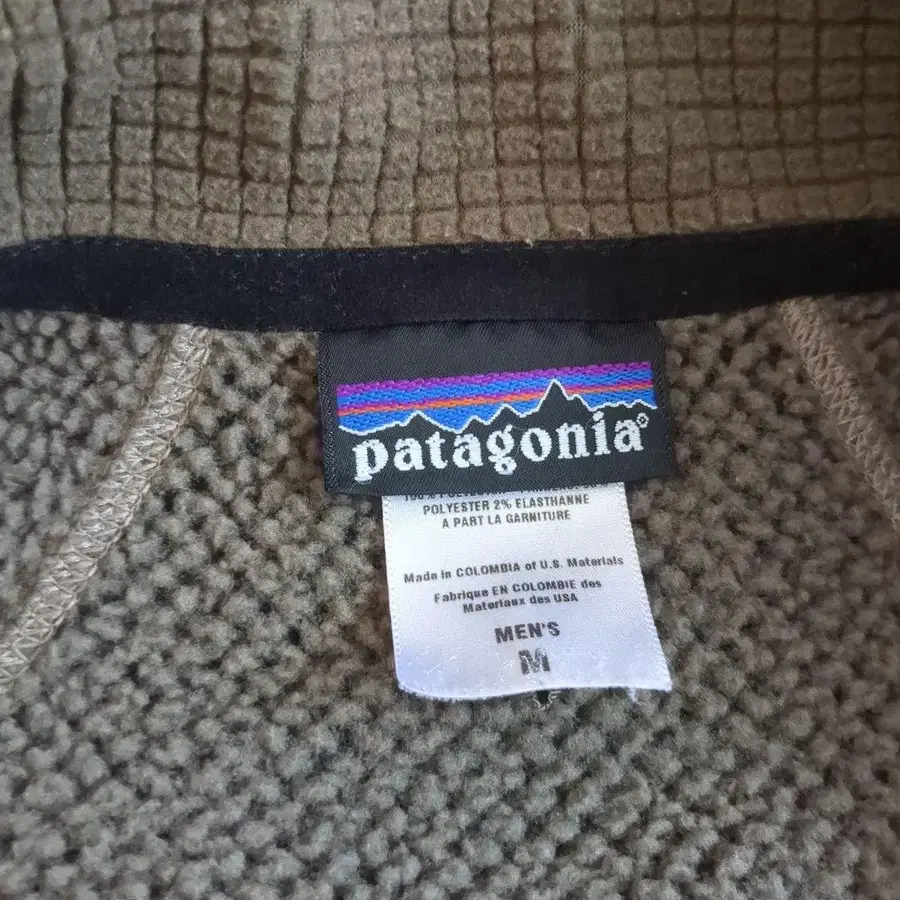 patagonia®
POLYESTER 2% ELASTHANNE
A PART LA GARNITURE
Made in COLOMBIA of U.S. Materials
Fabrique EN COLOMBIE des
Materiaux des USA
MEN'S
M